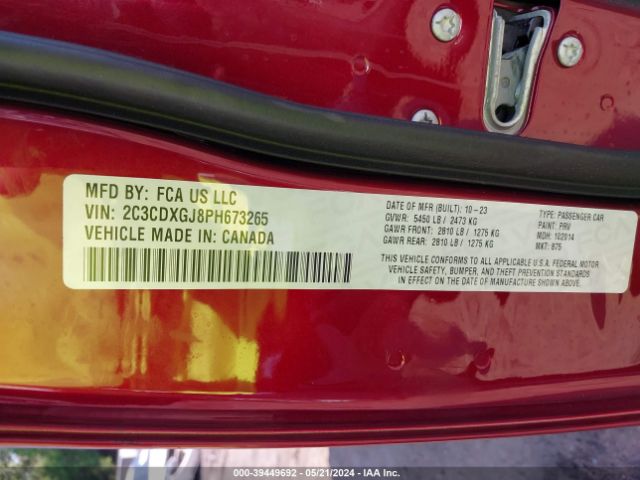 MFD BY: FCA US LLC
VIN: 2C3CDXGJ8PH673265
VEHICLE MADE IN: CANADA
DATE OF MFR (BUILT): 10-23
GVWR: 5450 LB / 2473 KG
GAWR FRONT: 2810 LB / 1275 KG
GAWR REAR: 2810 LB / 1275 KG
TYPE: PASSENGER CAR
PAINT: PRV
MDH: 102014
MKT: B75
THIS VEHICLE CONFORMS TO ALL APPLICABLE U.S.A. FEDERAL MOTOR
VEHICLE SAFETY, BUMPER, AND THEFT PREVENTION STANDARDS
IN EFFECT ON THE DATE OF MANUFACTURE SHOWN ABOVE.
000-39449692 - 05/21/2024 - IAA Inc.